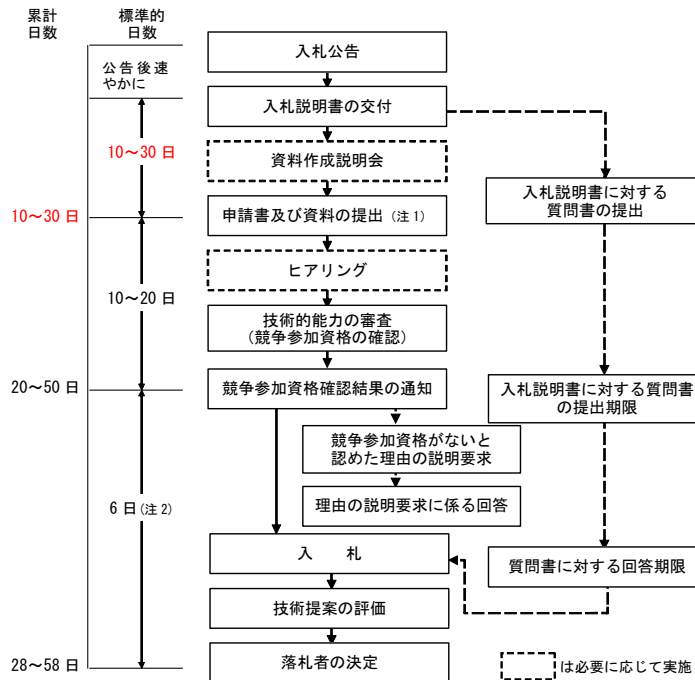 累計
日数
標準的
日数
公告後速
やかに
10～30日
10～30日
10～20日
20～50日
6日(注2)
28～58日
入札公告
入札説明書の交付
資料作成説明会
申請書及び資料の提出（注1）
ヒアリング
技術的能力の審査
(競争参加資格の確認)
競争参加資格確認結果の通知
競争参加資格がないと
認めた理由の説明要求
理由の説明要求に係る回答
入　　札
技術提案の評価
落札者の決定
入札説明書に対する
質問書の提出
入札説明書に対する質問書
の提出期限
質問書に対する回答期限
は必要に応じて実施